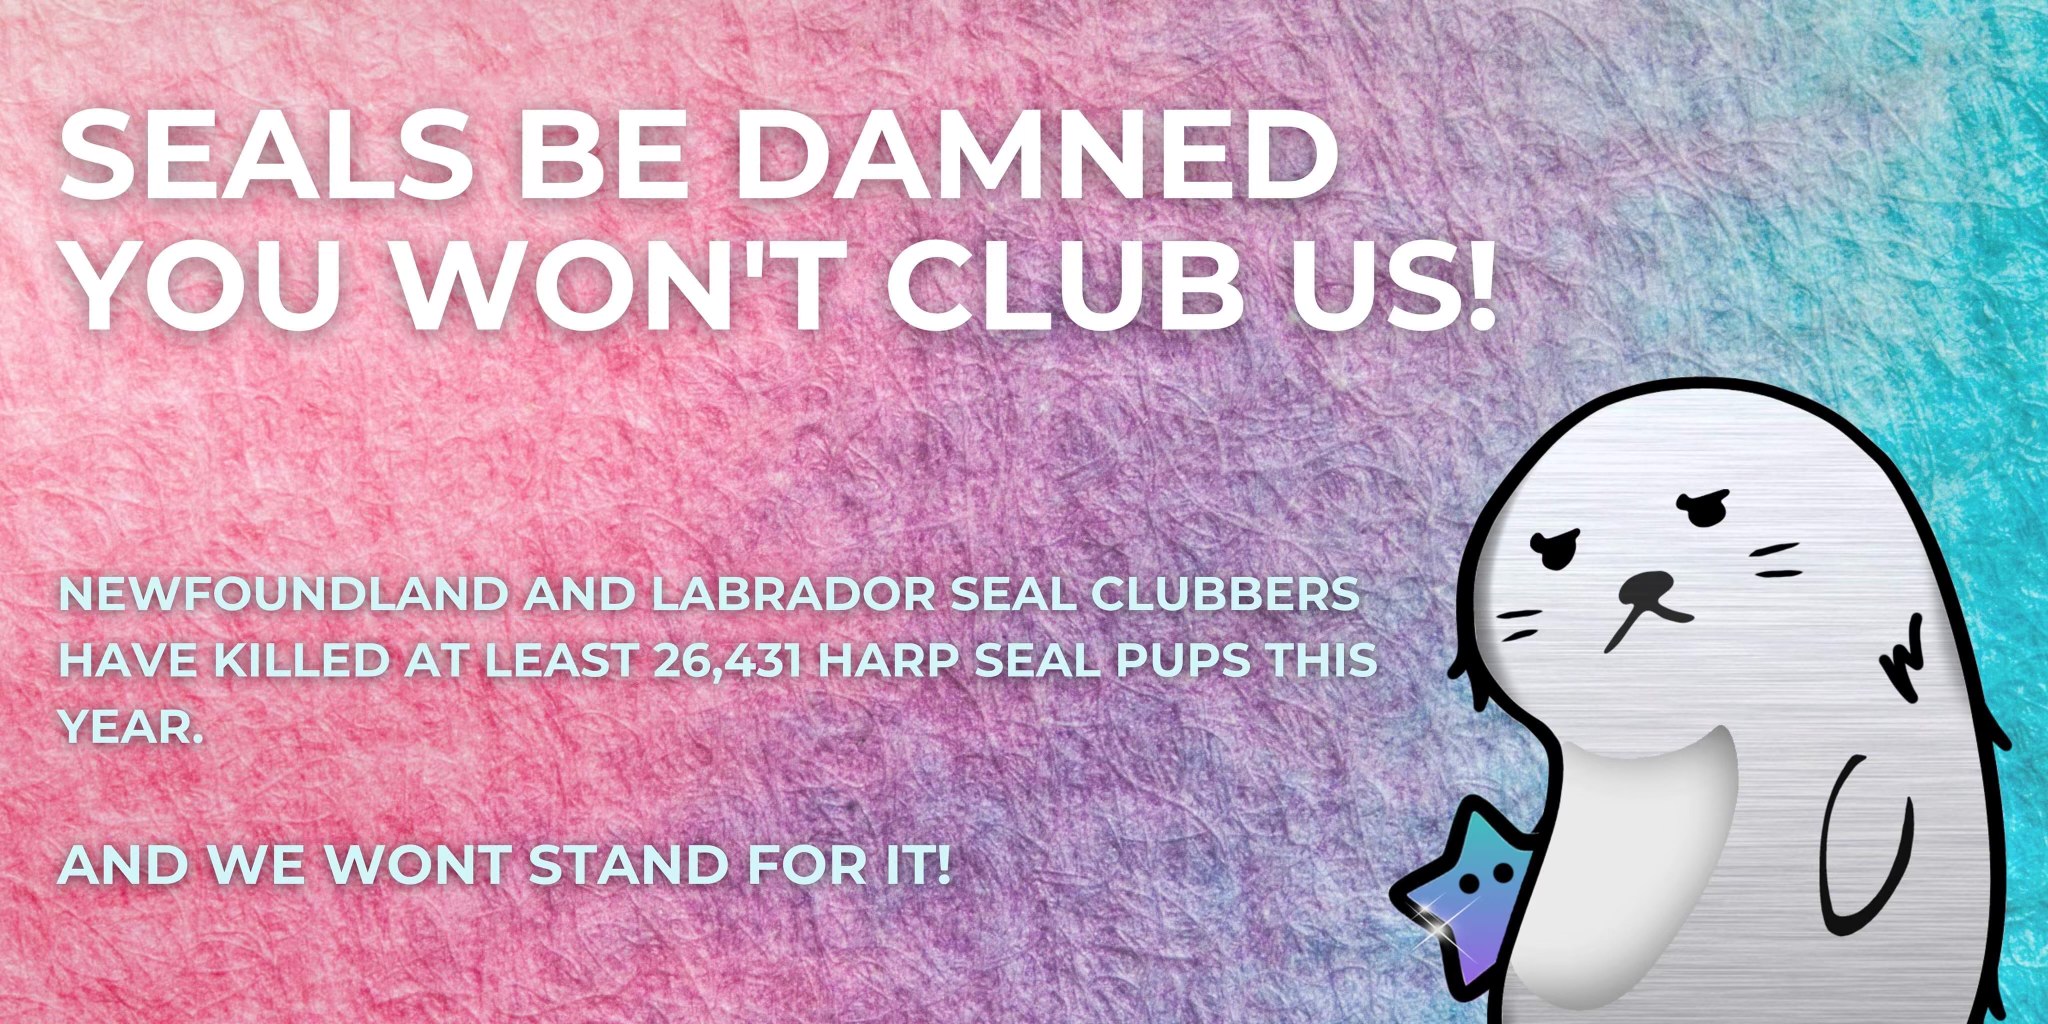 SEALS BE DAMNED
YOU WON'T CLUB US!
NEWFOUNDLAND AND LABRADOR SEAL CLUBBERS
HAVE KILLED AT LEAST 26,431 HARP SEAL PUPS THIS
YEAR.
AND WE WONT STAND FOR IT!